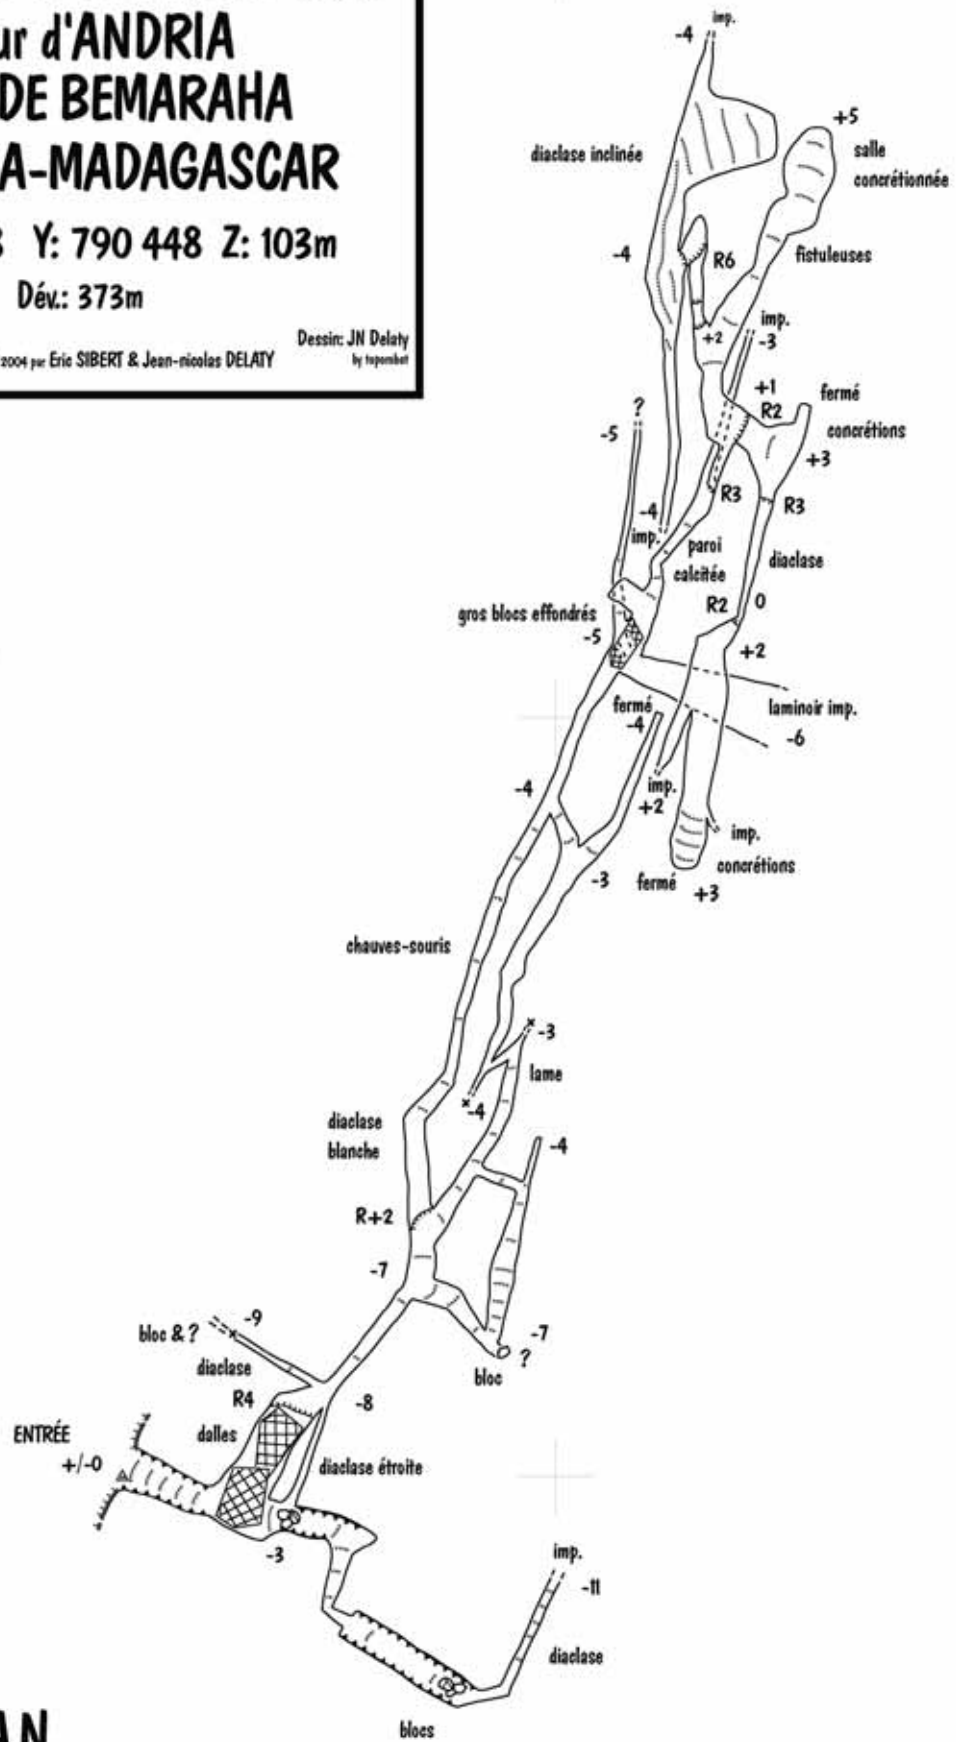 ur d'ANDRIA
DE BEMARAHA
A-MADAGASCAR
Y: 790 448 Z: 103m
Dév.: 373m
Dessin: JN Delaty
2004 par Eric SIBERT & Jean-nicolas DELATY
by topombat
imp.
-4
+5
diaclase inclinée
salle
concrétionnée
-4
R6
fistuleuses
imp.
+2
-3
+1
fermé
?
R2
-5
concrétions
+3
R3
R3
-4
imp.
paroi
diaclase
calcitée
R2
0
gros blocs effondrés
-5
+2
fermé
laminoir imp.
-4
-6
-4
imp.
+2
imp.
concrétions
-3
fermé
+3
chauves-souris
-3
lame
-4
diaclase
-4
blanche
R+2
-7
-9
bloc & ?
-7
?
diaclase
bloc
R4
-8
ENTRÉE
dalles
+/-0
diaclase étroite
-3
imp.
-11
diaclase
blocs
AN